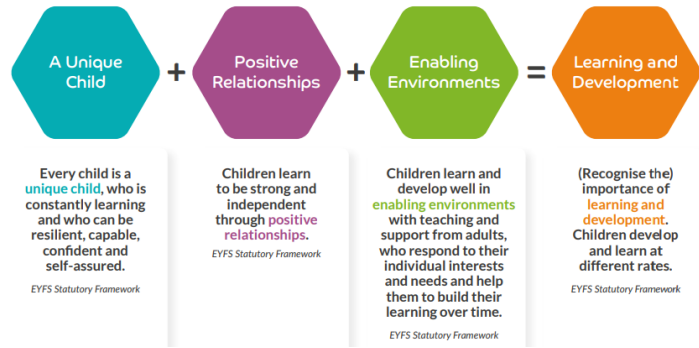 A Unique
Child
+
Positive
Relationships
+
Enabling
Environments
=
Learning and
Development
Every child is a
unique child, who is
constantly learning
and who can be
resilient, capable,
confident and
self-assured.
EYFS Statutory Framework
Children learn
to be strong and
independent
through positive
relationships.
EYFS Statutory Framework
Children learn and
develop well in
enabling environments
with teaching and
support from adults,
who respond to their
individual interests
and needs and help
them to build their
learning over time.
EYFS Statutory Framework
(Recognise the)
importance of
learning and
development.
Children develop
and learn at
different rates.
EYFS Statutory Framework